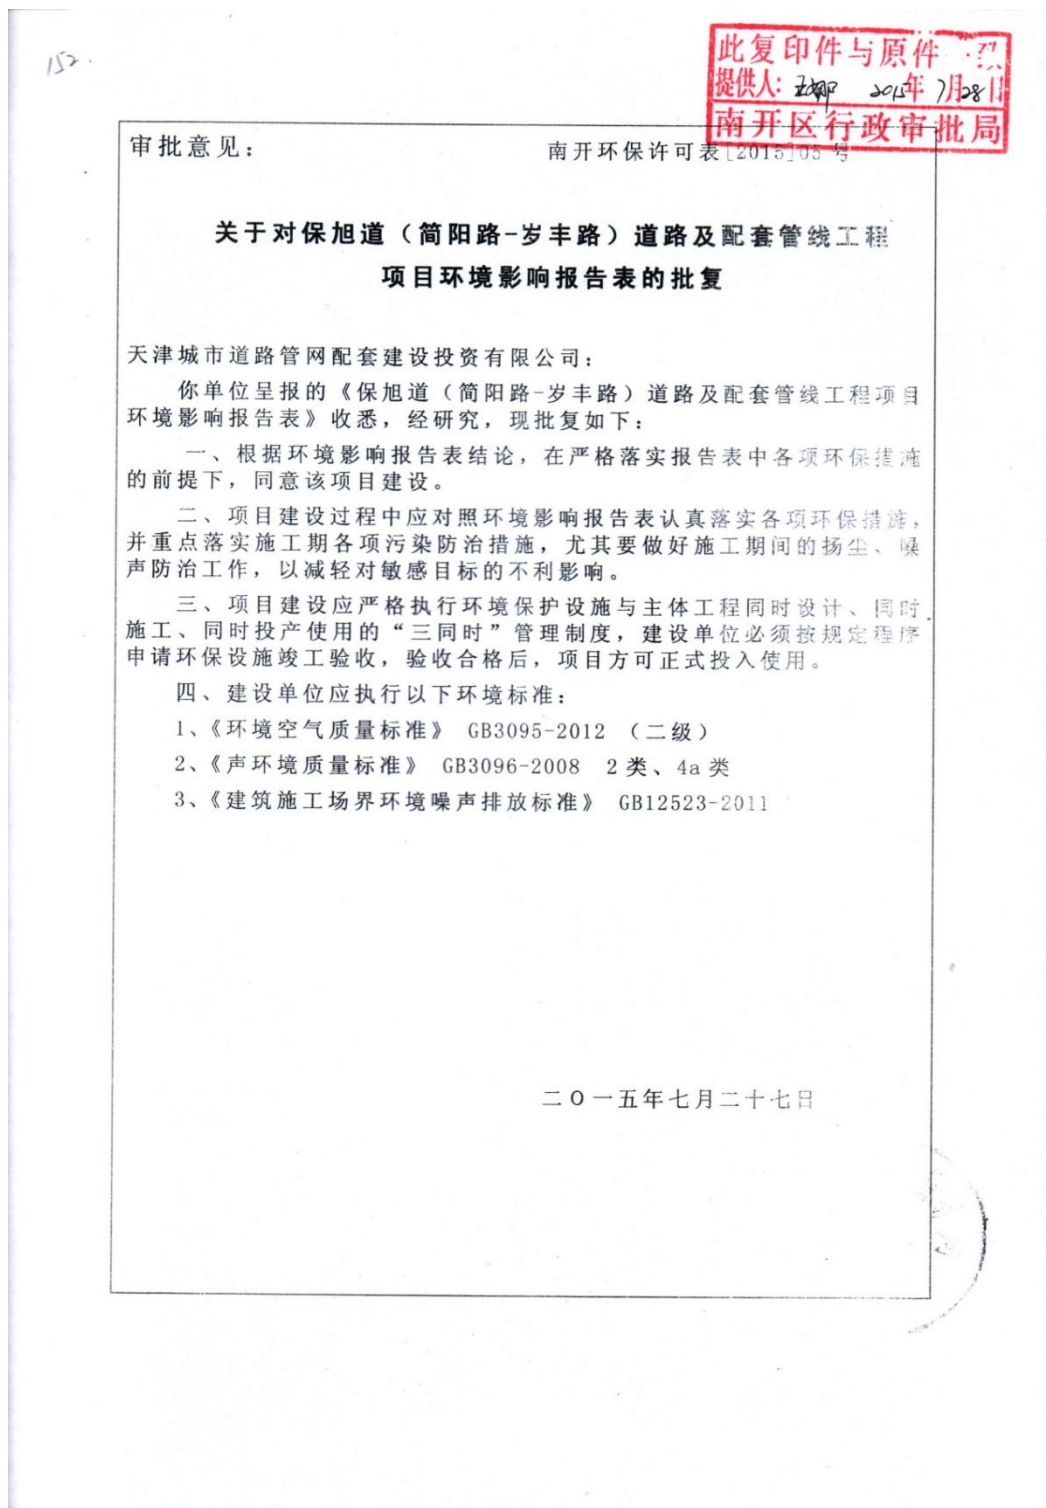 152.
此复印件与原件一致
提供人: 2015年7月28日
南开区行政审批局
审批意见：
南开环保许可表[2015]05号
关于对保旭道（简阳路-岁丰路）道路及配套管线工程
项目环境影响报告表的批复
天津城市道路管网配套建设投资有限公司：
你单位呈报的《保旭道（简阳路-岁丰路）道路及配套管线工程项目
环境影响报告表》收悉，经研究，现批复如下：
一、根据环境影响报告表结论，在严格落实报告表中各项环保措施
的前提下，同意该项目建设。
二、项目建设过程中应对照环境影响报告表认真落实各项环保措施，
并重点落实施工期各项污染防治措施，尤其要做好施工期间的扬尘、噪
声防治工作，以减轻对敏感目标的不利影响。
三、项目建设应严格执行环境保护设施与主体工程同时设计、同时
施工、同时投产使用的“三同时”管理制度，建设单位必须按规定程序
申请环保设施竣工验收，验收合格后，项目方可正式投入使用。
四、建设单位应执行以下环境标准：
1、《环境空气质量标准》 GB3095-2012 （二级）
2、《声环境质量标准》 GB3096-2008 2类、4a类
3、《建筑施工场界环境噪声排放标准》 GB12523-2011
二O一五年七月二十七日